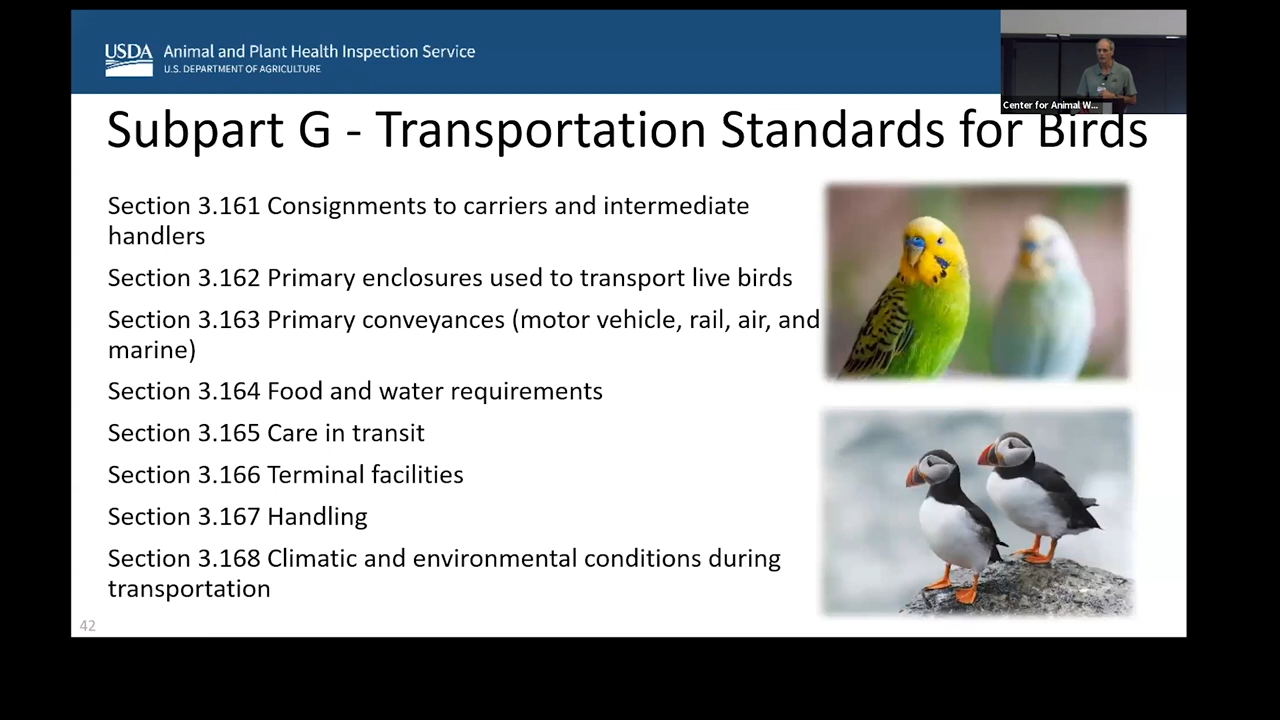 USDA Animal and Plant Health Inspection Service
U.S. DEPARTMENT OF AGRICULTURE
Center for Animal W...
Subpart G - Transportation Standards for Birds
Section 3.161 Consignments to carriers and intermediate
handlers
Section 3.162 Primary enclosures used to transport live birds
Section 3.163 Primary conveyances (motor vehicle, rail, air, and
marine)
Section 3.164 Food and water requirements
Section 3.165 Care in transit
Section 3.166 Terminal facilities
Section 3.167 Handling
Section 3.168 Climatic and environmental conditions during
transportation
42